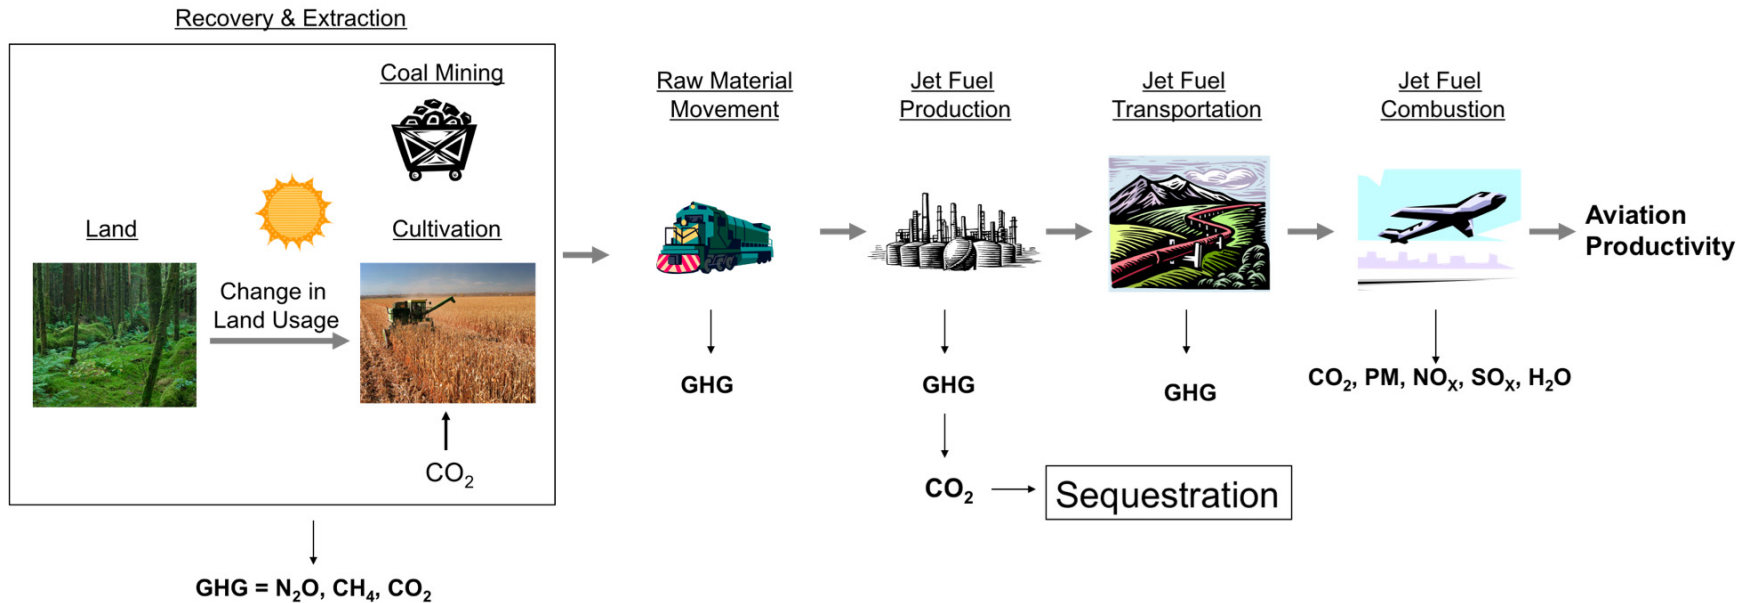 Recovery & Extraction
Coal Mining
Land
Cultivation
Change in
Land Usage
CO₂
GHG = N₂O, CH₄, CO₂
Raw Material
Movement
GHG
Jet Fuel
Production
GHG
CO₂
Sequestration
Jet Fuel
Transportation
GHG
Jet Fuel
Combustion
CO₂, PM, NOₓ, SOₓ, H₂O
Aviation
Productivity